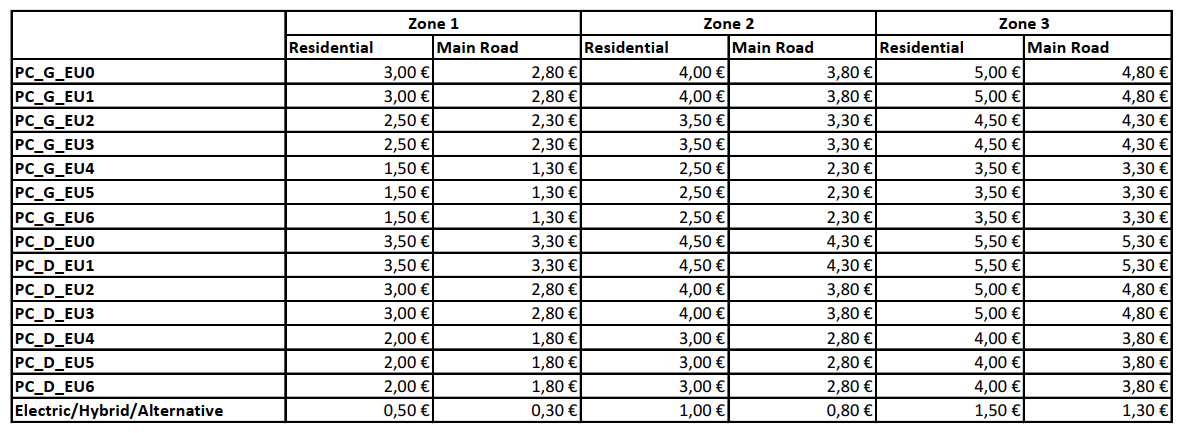 Zone 1 Zone 2 Zone 3
Residential Main Road Residential Main Road Residential Main Road
PC_G_EU0 3,00 € 2,80 € 4,00 € 3,80 € 5,00 € 4,80 €
PC_G_EU1 3,00 € 2,80 € 4,00 € 3,80 € 5,00 € 4,80 €
PC_G_EU2 2,50 € 2,30 € 3,50 € 3,30 € 4,50 € 4,30 €
PC_G_EU3 2,50 € 2,30 € 3,50 € 3,30 € 4,50 € 4,30 €
PC_G_EU4 1,50 € 1,30 € 2,50 € 2,30 € 3,50 € 3,30 €
PC_G_EU5 1,50 € 1,30 € 2,50 € 2,30 € 3,50 € 3,30 €
PC_G_EU6 1,50 € 1,30 € 2,50 € 2,30 € 3,50 € 3,30 €
PC_D_EU0 3,50 € 3,30 € 4,50 € 4,30 € 5,50 € 5,30 €
PC_D_EU1 3,50 € 3,30 € 4,50 € 4,30 € 5,50 € 5,30 €
PC_D_EU2 3,00 € 2,80 € 4,00 € 3,80 € 5,00 € 4,80 €
PC_D_EU3 3,00 € 2,80 € 4,00 € 3,80 € 5,00 € 4,80 €
PC_D_EU4 2,00 € 1,80 € 3,00 € 2,80 € 4,00 € 3,80 €
PC_D_EU5 2,00 € 1,80 € 3,00 € 2,80 € 4,00 € 3,80 €
PC_D_EU6 2,00 € 1,80 € 3,00 € 2,80 € 4,00 € 3,80 €
Electric/Hybrid/Alternative 0,50 € 0,30 € 1,00 € 0,80 € 1,50 € 1,30 €